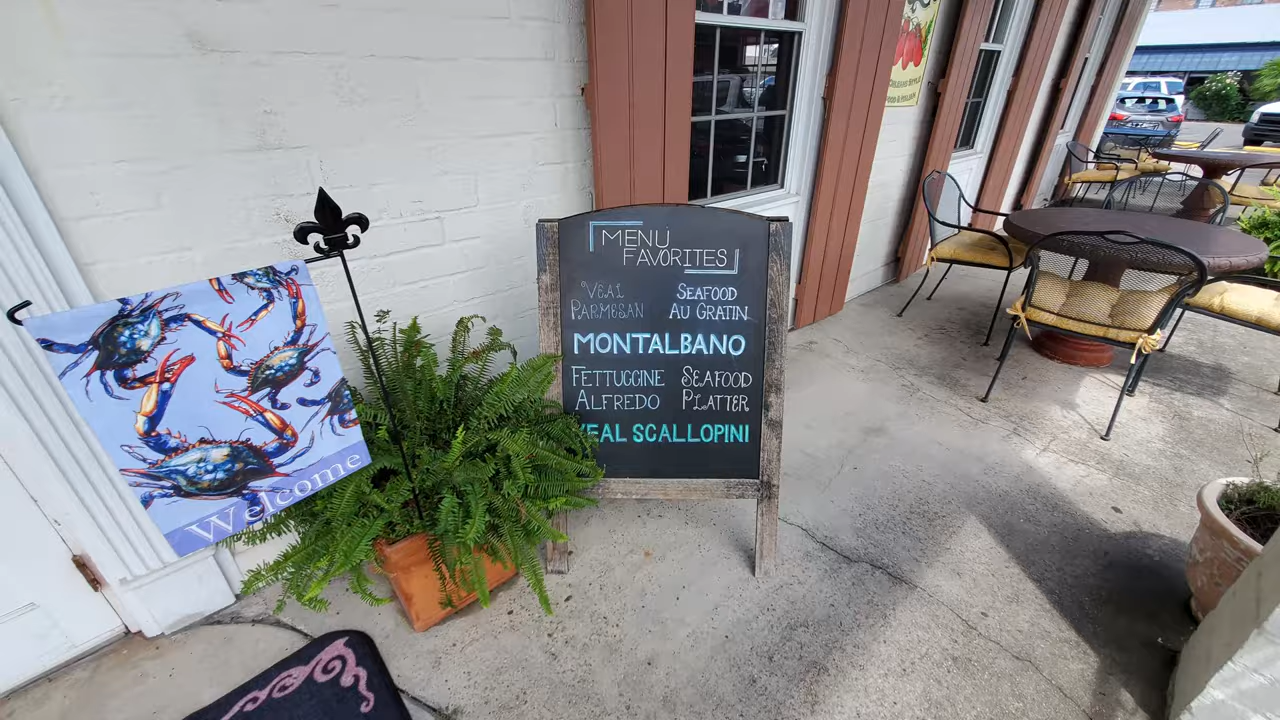 MENU
FAVORITES
VEAL
PARMESAN
SEAFOOD
AU GRATIN
MONTALBANO
FETTUCCINE
ALFREDO
SEAFOOD
PLATTER
VEAL SCALLOPINI
Welcome